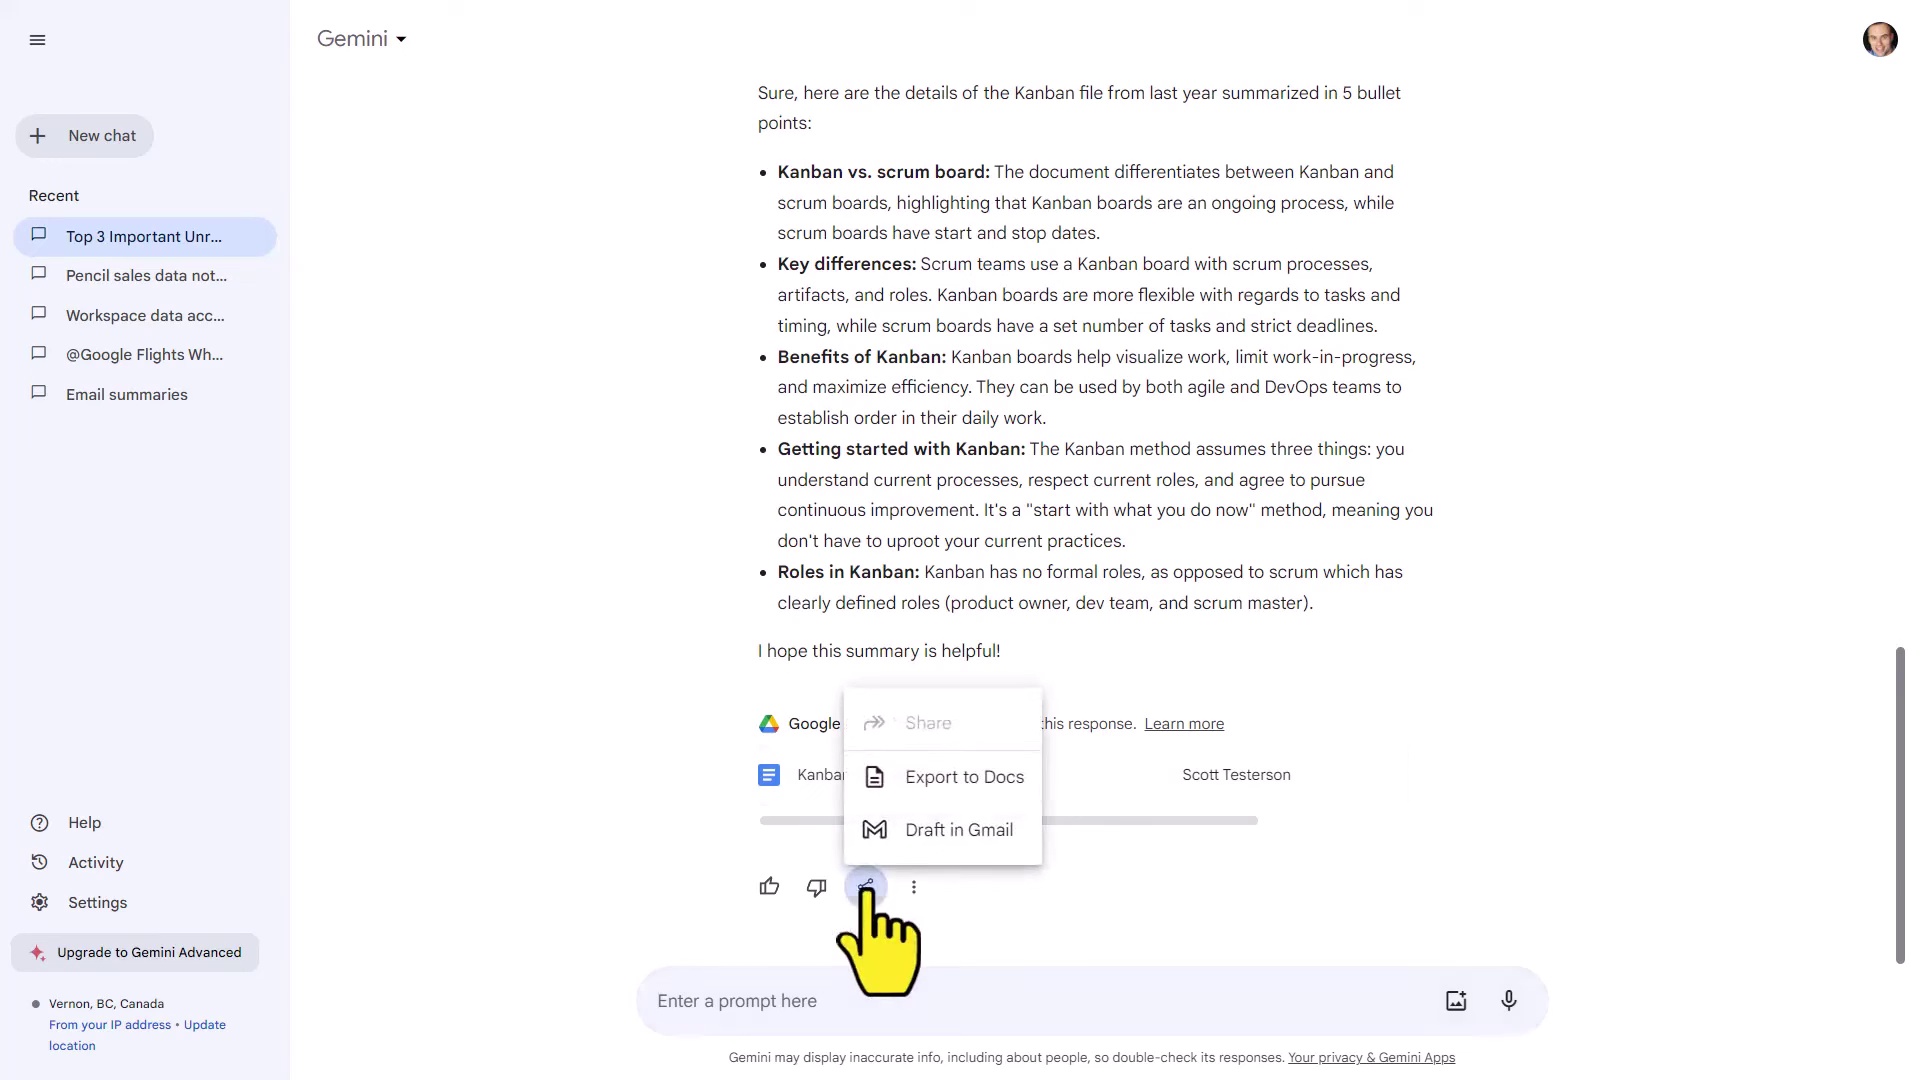 Gemini
New chat
Recent
Top 3 Important Unr...
Pencil sales data not...
Workspace data acc...
@Google Flights Wh...
Email summaries
Help
Activity
Settings
Upgrade to Gemini Advanced
Vernon, BC, Canada
From your IP address • Update
location
Sure, here are the details of the Kanban file from last year summarized in 5 bullet
points:
• Kanban vs. scrum board: The document differentiates between Kanban and
scrum boards, highlighting that Kanban boards are an ongoing process, while
scrum boards have start and stop dates.
• Key differences: Scrum teams use a Kanban board with scrum processes,
artifacts, and roles. Kanban boards are more flexible with regards to tasks and
timing, while scrum boards have a set number of tasks and strict deadlines.
• Benefits of Kanban: Kanban boards help visualize work, limit work-in-progress,
and maximize efficiency. They can be used by both agile and DevOps teams to
establish order in their daily work.
• Getting started with Kanban: The Kanban method assumes three things: you
understand current processes, respect current roles, and agree to pursue
continuous improvement. It's a "start with what you do now" method, meaning you
don't have to uproot your current practices.
• Roles in Kanban: Kanban has no formal roles, as opposed to scrum which has
clearly defined roles (product owner, dev team, and scrum master).
I hope this summary is helpful!
Google this response. Learn more
Share
Kanban Scott Testerson
Export to Docs
Draft in Gmail
Enter a prompt here
Gemini may display inaccurate info, including about people, so double-check its responses. Your privacy & Gemini Apps